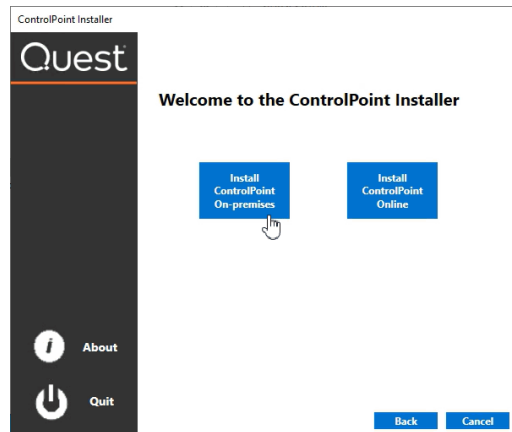 ControlPoint Installer
Quest
Welcome to the ControlPoint Installer
Install
ControlPoint
On-premises
Install
ControlPoint
Online
i
About
Quit
Back
Cancel